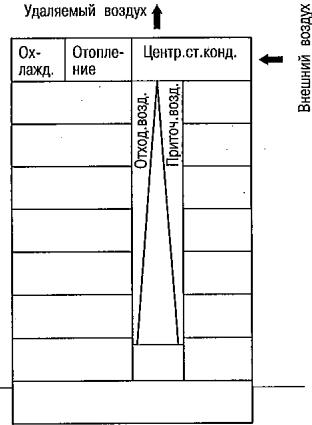 Удаляемый воздух
Ох-
лажд.
Отопле-
ние
Центр.ст.конд.
Внешний воздух
Отход.возд.
Приточ.возд.